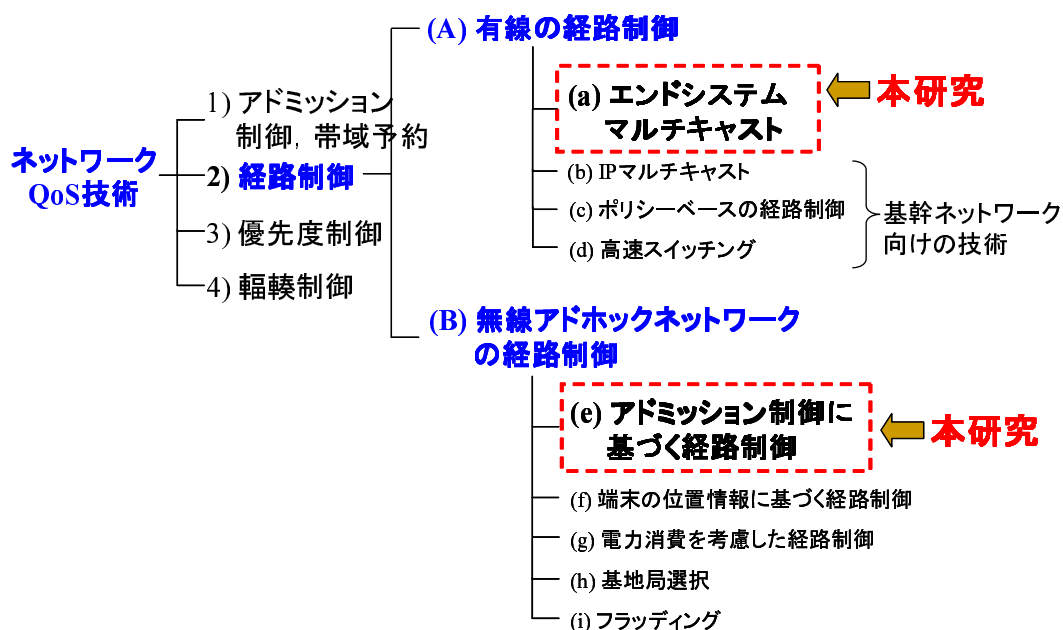 (A) 有線の経路制御
(a) エンドシステム
マルチキャスト
本研究
1) アドミッション
制御, 帯域予約
ネットワーク
QoS技術
2) 経路制御
3) 優先度制御
4) 輻輳制御
(b) IPマルチキャスト
(c) ポリシーベースの経路制御
(d) 高速スイッチング
基幹ネットワーク
向けの技術
(B) 無線アドホックネットワーク
の経路制御
(e) アドミッション制御に
基づく経路制御
本研究
(f) 端末の位置情報に基づく経路制御
(g) 電力消費を考慮した経路制御
(h) 基地局選択
(i) フラッディング